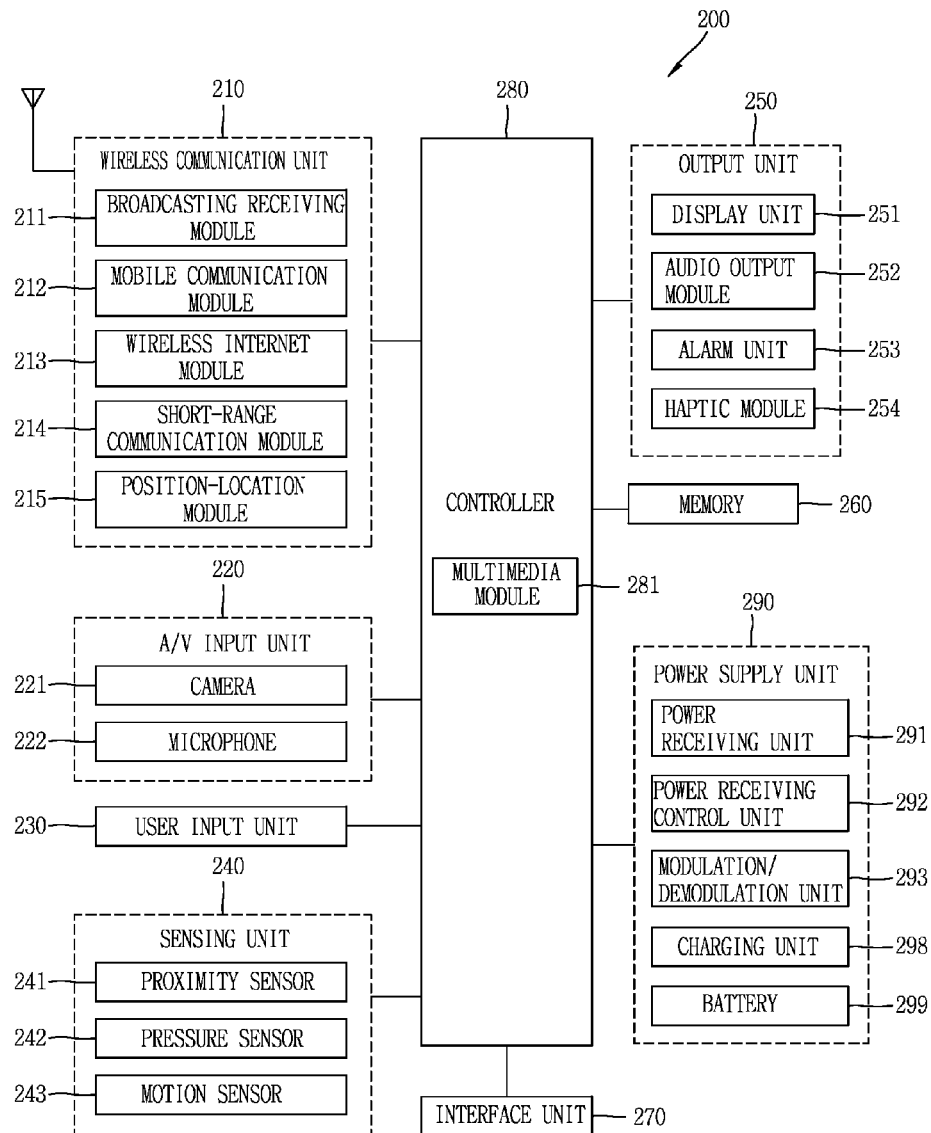 200
210
WIRELESS COMMUNICATION UNIT
211
BROADCASTING RECEIVING
MODULE
212
MOBILE COMMUNICATION
MODULE
213
WIRELESS INTERNET
MODULE
214
SHORT-RANGE
COMMUNICATION MODULE
215
POSITION-LOCATION
MODULE
220
A/V INPUT UNIT
221
CAMERA
222
MICROPHONE
230
USER INPUT UNIT
240
SENSING UNIT
241
PROXIMITY SENSOR
242
PRESSURE SENSOR
243
MOTION SENSOR
280
CONTROLLER
MULTIMEDIA
MODULE
281
INTERFACE UNIT
270
250
OUTPUT UNIT
DISPLAY UNIT
251
AUDIO OUTPUT
MODULE
252
ALARM UNIT
253
HAPTIC MODULE
254
MEMORY
260
290
POWER SUPPLY UNIT
POWER
RECEIVING UNIT
291
POWER RECEIVING
CONTROL UNIT
292
MODULATION/
DEMODULATION UNIT
293
CHARGING UNIT
298
BATTERY
299